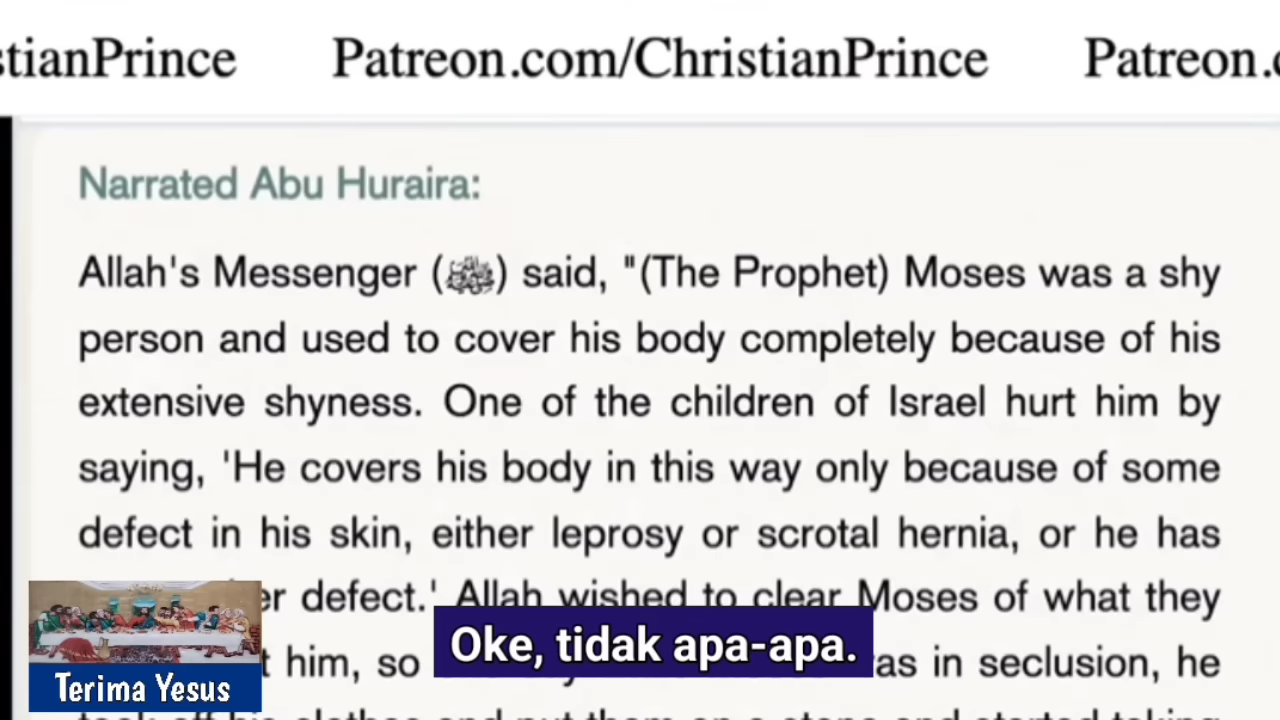 stianPrince Patreon.com/ChristianPrince Patreon.c
Narrated Abu Huraira:
Allah's Messenger (ﷺ) said, "(The Prophet) Moses was a shy
person and used to cover his body completely because of his
extensive shyness. One of the children of Israel hurt him by
saying, 'He covers his body in this way only because of some
defect in his skin, either leprosy or scrotal hernia, or he has
er defect.' Allah wished to clear Moses of what they
t him, so as in seclusion, he
Oke, tidak apa-apa.
Terima Yesus